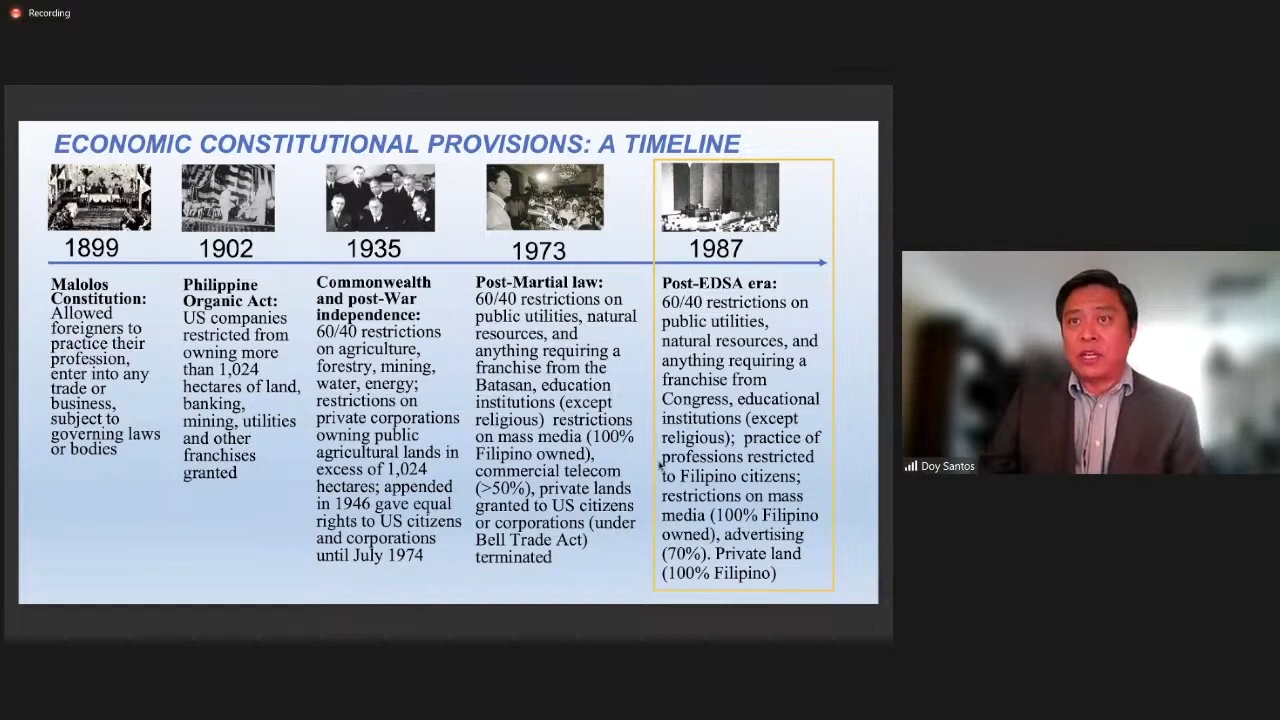 Recording
ECONOMIC CONSTITUTIONAL PROVISIONS: A TIMELINE
1899
Malolos
Constitution:
Allowed
foreigners to
practice their
profession,
enter into any
trade or
business,
subject to
governing laws
or bodies
1902
Philippine
Organic Act:
US companies
restricted from
owning more
than 1,024
hectares of land,
banking,
mining, utilities
and other
franchises
granted
1935
Commonwealth
and post-War
independence:
60/40 restrictions
on agriculture,
forestry, mining,
water, energy;
restrictions on
private corporations
owning public
agricultural lands in
excess of 1,024
hectares; appended
in 1946 gave equal
rights to US citizens
and corporations
until July 1974
1973
Post-Martial law:
60/40 restrictions on
public utilities, natural
resources, and
anything requiring a
franchise from the
Batasan, education
institutions (except
religious) restrictions
on mass media (100%
Filipino owned),
commercial telecom
(>50%), private lands
granted to US citizens
or corporations (under
Bell Trade Act)
terminated
1987
Post-EDSA era:
60/40 restrictions on
public utilities,
natural resources, and
anything requiring a
franchise from
Congress, educational
institutions (except
religious); practice of
professions restricted
to Filipino citizens;
restrictions on mass
media (100% Filipino
owned), advertising
(70%). Private land
(100% Filipino)
Doy Santos